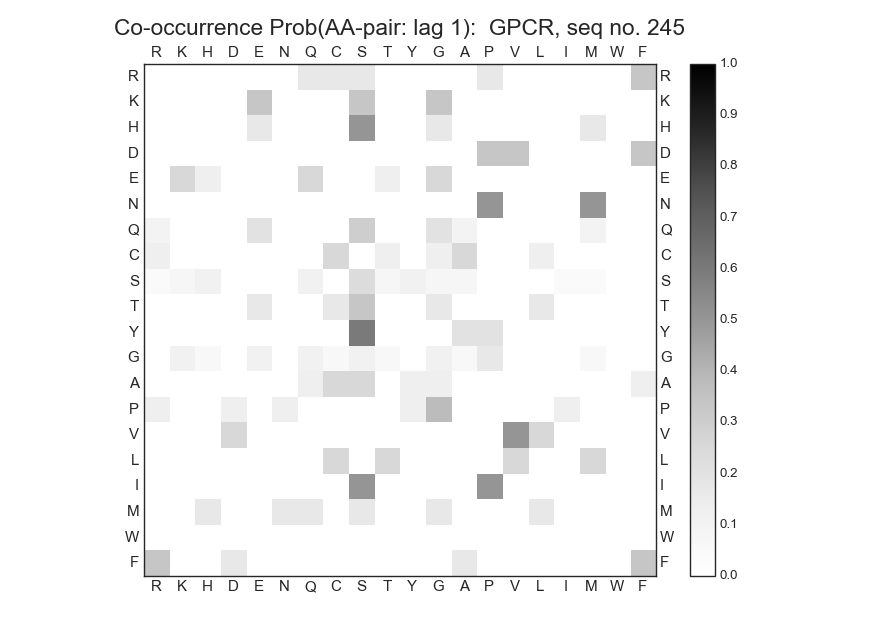 Co-occurrence Prob(AA-pair: lag 1):  GPCR, seq no. 245
R K H D E N Q C S T Y G A P V L I M W F
R R 1.0
K K 0.9
H H 0.8
D D
E E 0.7
N N
Q Q 0.6
C C
S S 0.5
T T
Y Y 0.4
G G
A A 0.3
P P
V V 0.2
L L
I I 0.1
M M
W W
F F 0.0
R K H D E N Q C S T Y G A P V L I M W F